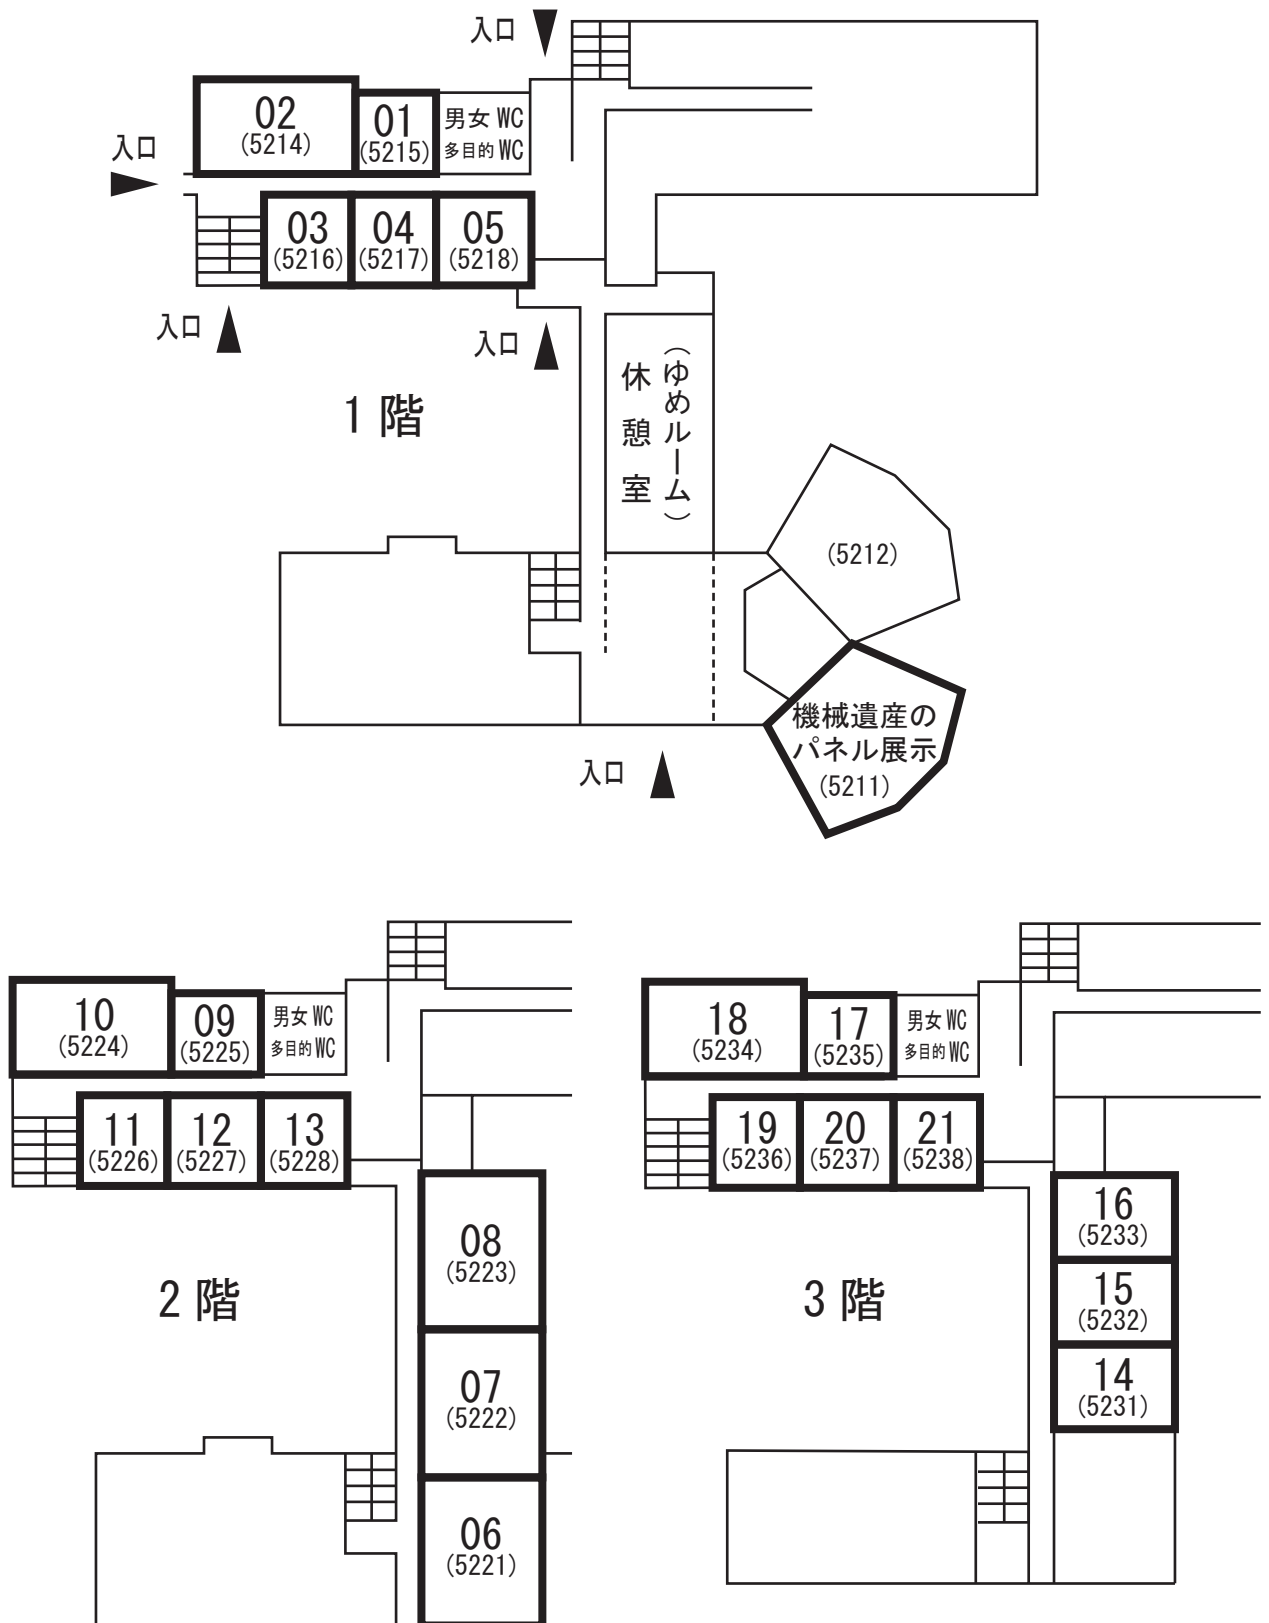 入口
02
(5214)
01
(5215)
男女 WC
多目的 WC
入口
03
(5216)
04
(5217)
05
(5218)
入口
入口
1 階
休憩室
（ゆめルーム）
(5212)
機械遺産の
パネル展示
(5211)
入口
10
(5224)
09
(5225)
男女 WC
多目的 WC
11
(5226)
12
(5227)
13
(5228)
08
(5223)
2 階
07
(5222)
06
(5221)
18
(5234)
17
(5235)
男女 WC
多目的 WC
19
(5236)
20
(5237)
21
(5238)
16
(5233)
3 階
15
(5232)
14
(5231)